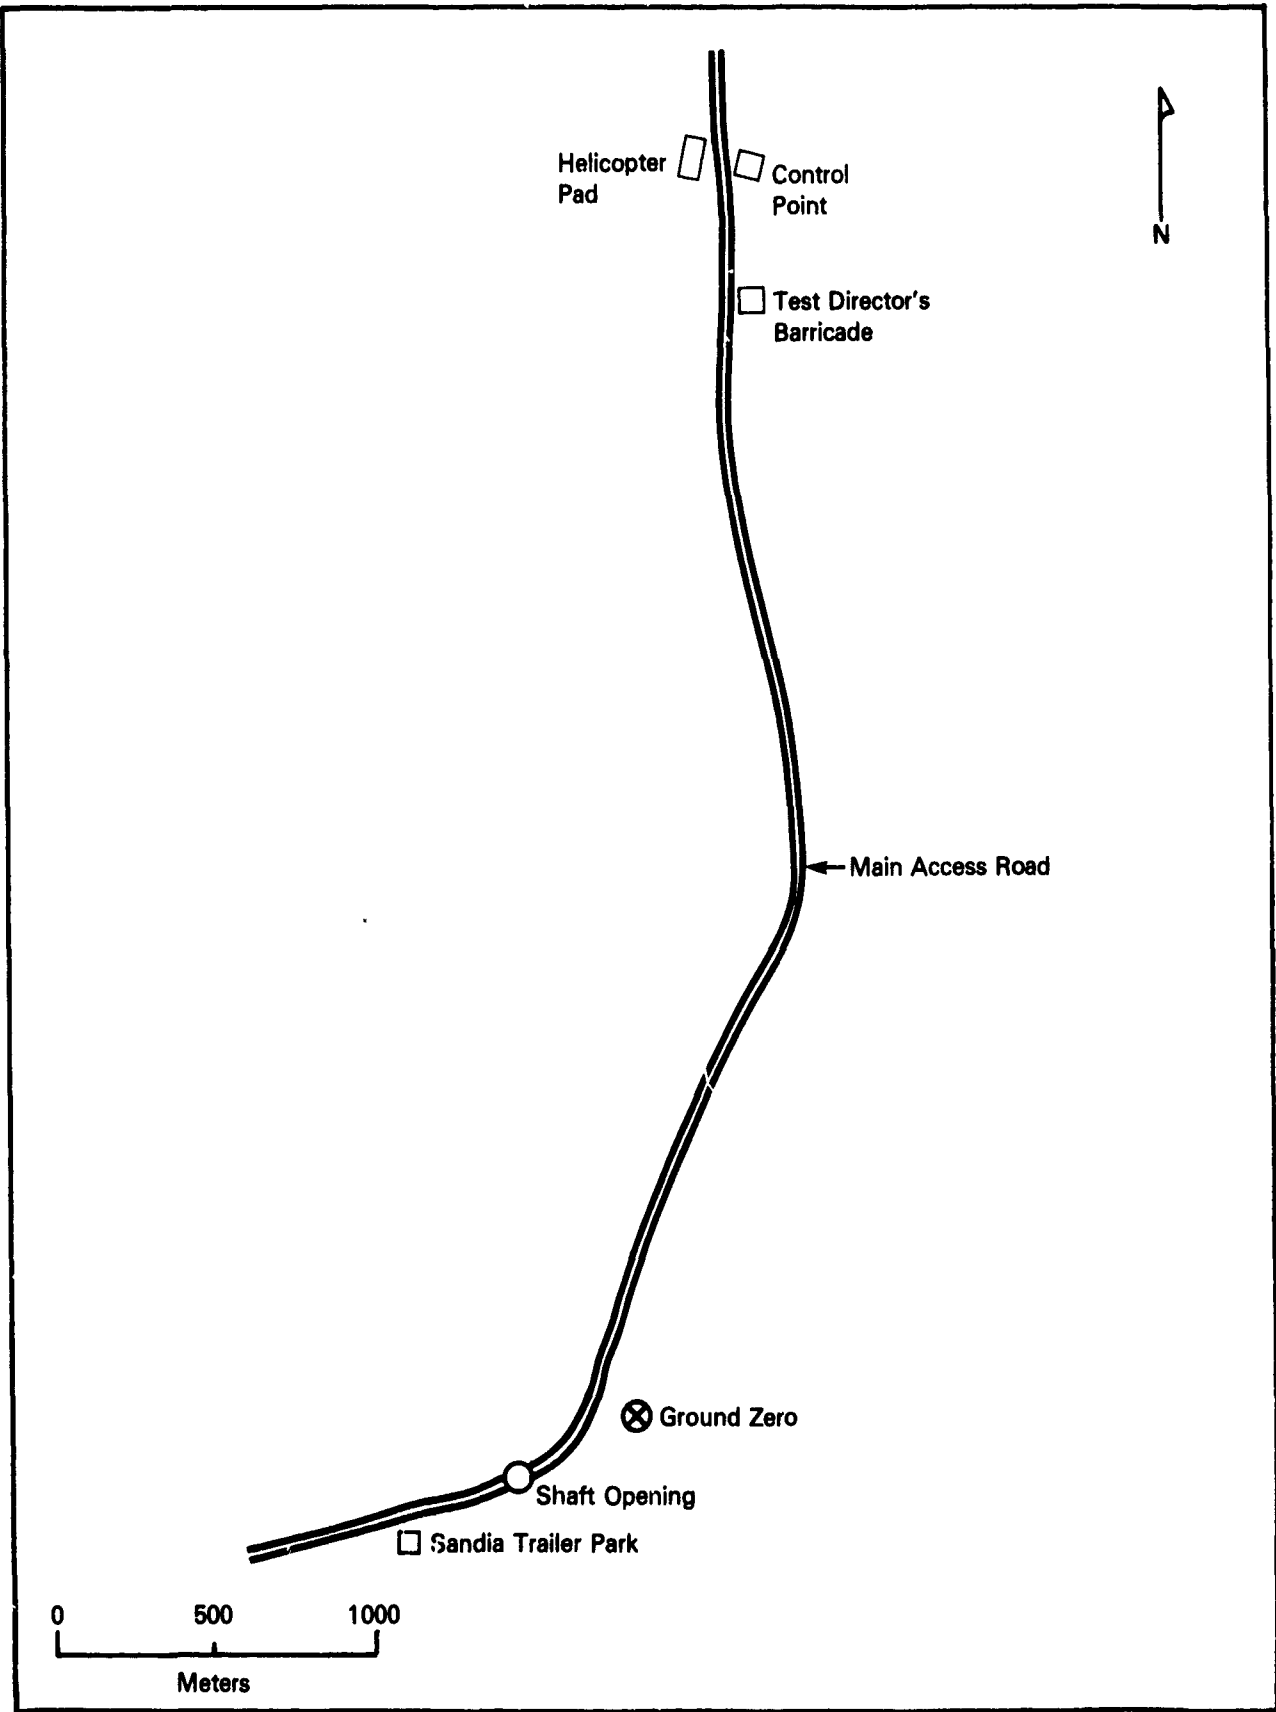 Helicopter
Pad
Control
Point
N
Test Director's
Barricade
Main Access Road
Ground Zero
Shaft Opening
Sandia Trailer Park
0 500 1000
Meters